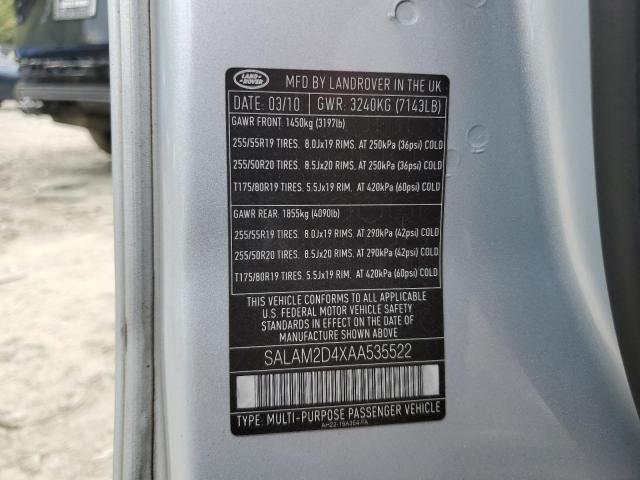 LAND ROVER
MFD BY LANDROVER IN THE UK
DATE: 03/10 GWR: 3240KG (7143LB)
GAWR FRONT: 1450kg (3197lb)
255/55R19 TIRES. 8.0Jx19 RIMS. AT 250kPa (36psi) COLD
255/50R20 TIRES. 8.5Jx20 RIMS. AT 250kPa (36psi) COLD
T175/80R19 TIRES. 5.5Jx19 RIM. AT 420kPa (60psi) COLD
GAWR REAR: 1855kg (4090lb)
255/55R19 TIRES. 8.0Jx19 RIMS. AT 290kPa (42psi) COLD
255/50R20 TIRES. 8.5Jx20 RIMS. AT 290kPa (42psi) COLD
T175/80R19 TIRES. 5.5Jx19 RIM. AT 420kPa (60psi) COLD
THIS VEHICLE CONFORMS TO ALL APPLICABLE
U.S. FEDERAL MOTOR VEHICLE SAFETY
STANDARDS IN EFFECT ON THE DATE OF
MANUFACTURE SHOWN ABOVE.
SALAM2D4XAA535522
TYPE: MULTI-PURPOSE PASSENGER VEHICLE
AH22-19A354-FA